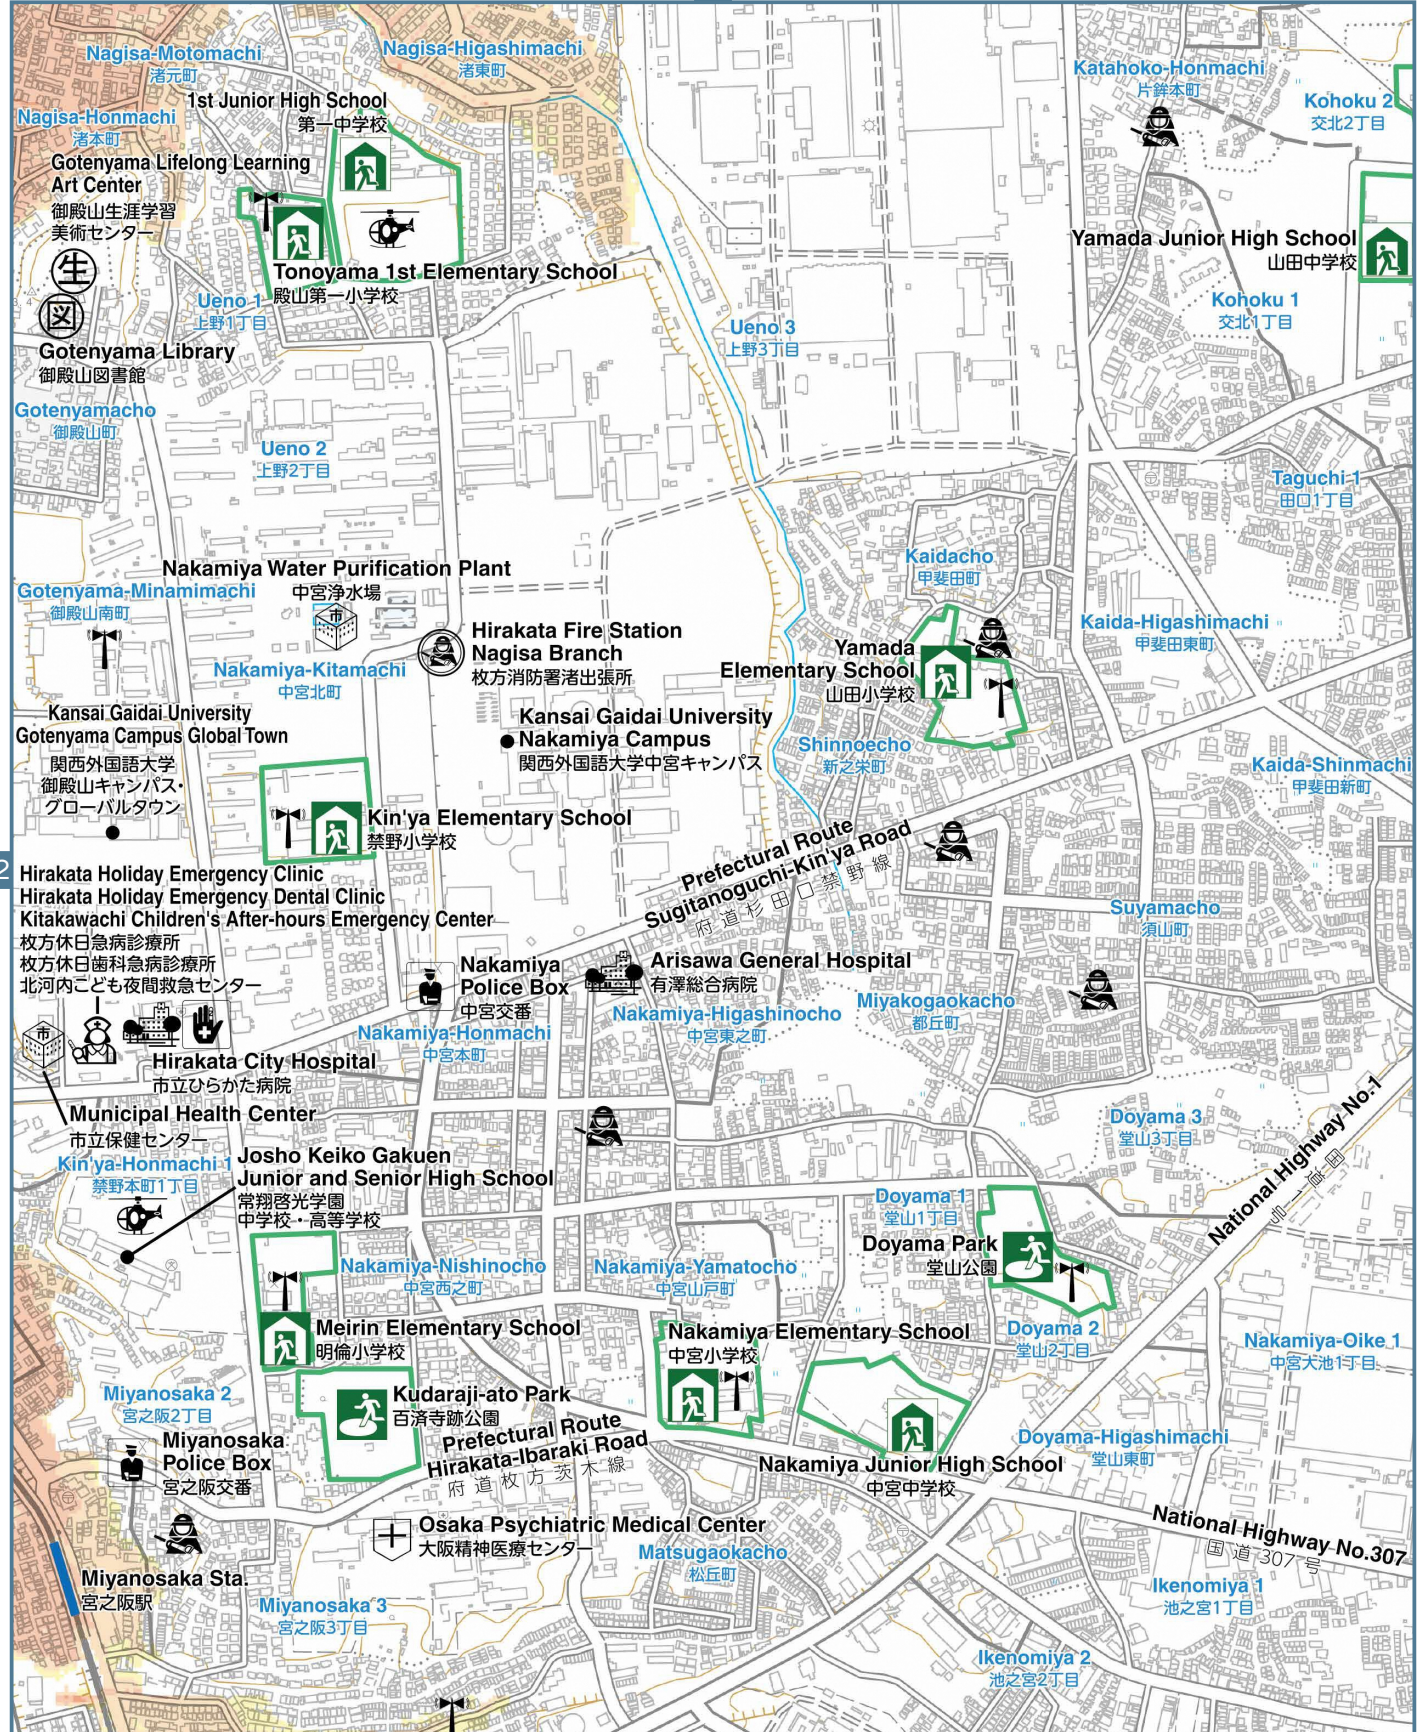 Nagisa-Motomachi
渚元町
Nagisa-Higashimachi
渚東町
Katahoko-Honmachi
片鉾本町
Kohoku 2
交北2丁目
Nagisa-Honmachi
渚本町
1st Junior High School
第一中学校
Gotenyama Lifelong Learning
Art Center
御殿山生涯学習
美術センター
生
図
Gotenyama Library
御殿山図書館
Tonoyama 1st Elementary School
殿山第一小学校
Ueno 1
上野1丁目
Yamada Junior High School
山田中学校
Kohoku 1
交北1丁目
Ueno 3
上野3丁目
Gotenyamacho
御殿山町
Ueno 2
上野2丁目
Taguchi 1
田口1丁目
Nakamiya Water Purification Plant
中宮浄水場
市
Gotenyama-Minamimachi
御殿山南町
Kaidacho
甲斐田町
Kaida-Higashimachi
甲斐田東町
Hirakata Fire Station
Nagisa Branch
枚方消防署渚出張所
Nakamiya-Kitamachi
中宮北町
Yamada
Elementary School
山田小学校
Kansai Gaidai University
Gotenyama Campus Global Town
関西外国語大学
御殿山キャンパス・
グローバルタウン
Kansai Gaidai University
Nakamiya Campus
関西外国語大学中宮キャンパス
Shinnoecho
新之栄町
Kaida-Shinmachi
甲斐田新町
Kin'ya Elementary School
禁野小学校
Prefectural Route
Sugitanoguchi-Kin'ya Road
府道杉田口禁野線
2
Hirakata Holiday Emergency Clinic
Hirakata Holiday Emergency Dental Clinic
Kitakawachi Children's After-hours Emergency Center
枚方休日急病診療所
枚方休日歯科急病診療所
北河内こども夜間救急センター
Suyamacho
須山町
Nakamiya
Police Box
中宮交番
Arisawa General Hospital
有澤総合病院
Miyakogaokacho
都丘町
Nakamiya-Higashinocho
中宮東之町
Nakamiya-Honmachi
中宮本町
市
Hirakata City Hospital
市立ひらかた病院
Municipal Health Center
市立保健センター
Doyama 3
堂山3丁目
National Highway No.1
国道1号
Kin'ya-Honmachi 1
禁野本町1丁目
Josho Keiko Gakuen
Junior and Senior High School
常翔啓光学園
中学校・高等学校
Doyama 1
堂山1丁目
Doyama Park
堂山公園
Nakamiya-Nishinocho
中宮西之町
Nakamiya-Yamatocho
中宮山戸町
Meirin Elementary School
明倫小学校
Nakamiya Elementary School
中宮小学校
Doyama 2
堂山2丁目
Nakamiya-Oike 1
中宮大池1丁目
Miyanosaka 2
宮之阪2丁目
Kudaraji-ato Park
百済寺跡公園
Prefectural Route
Hirakata-Ibaraki Road
府道枚方茨木線
Miyanosaka
Police Box
宮之阪交番
Doyama-Higashimachi
堂山東町
Nakamiya Junior High School
中宮中学校
National Highway No.307
国道307号
Osaka Psychiatric Medical Center
大阪精神医療センター
Matsugaokacho
松丘町
Miyanosaka Sta.
宮之阪駅
Miyanosaka 3
宮之阪3丁目
Ikenomiya 1
池之宮1丁目
Ikenomiya 2
池之宮2丁目